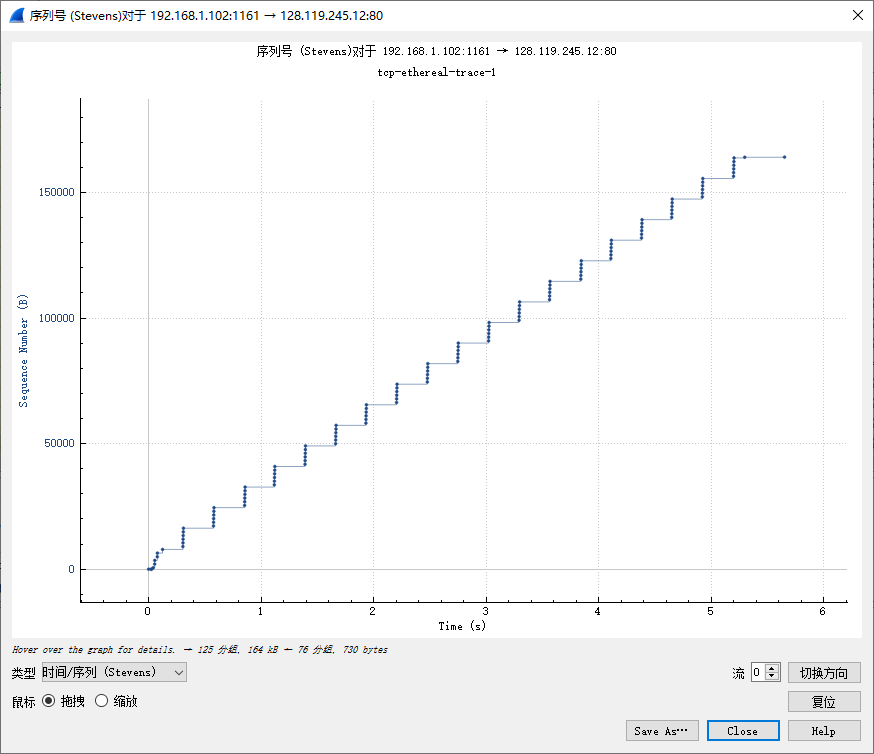 序列号 (Stevens)对于 192.168.1.102:1161 → 128.119.245.12:80
序列号 (Stevens)对于 192.168.1.102:1161 → 128.119.245.12:80
tcp-ethereal-trace-1
Sequence Number (B)
150000
100000
50000
0
0 1 2 3 4 5 6
Time (s)
Hover over the graph for details. → 125 分组, 164 kB ← 76 分组, 730 bytes
类型 时间/序列 (Stevens) 流 0 切换方向
鼠标 拖拽 缩放 复位
Save As… Close Help